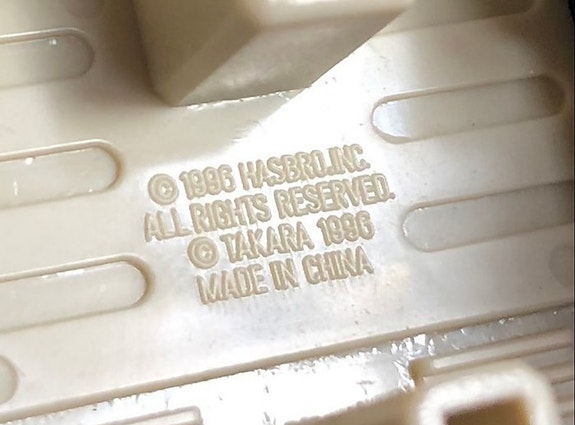 © 1996 HASBRO.INC.
ALL RIGHTS RESERVED.
© TAKARA 1996
MADE IN CHINA